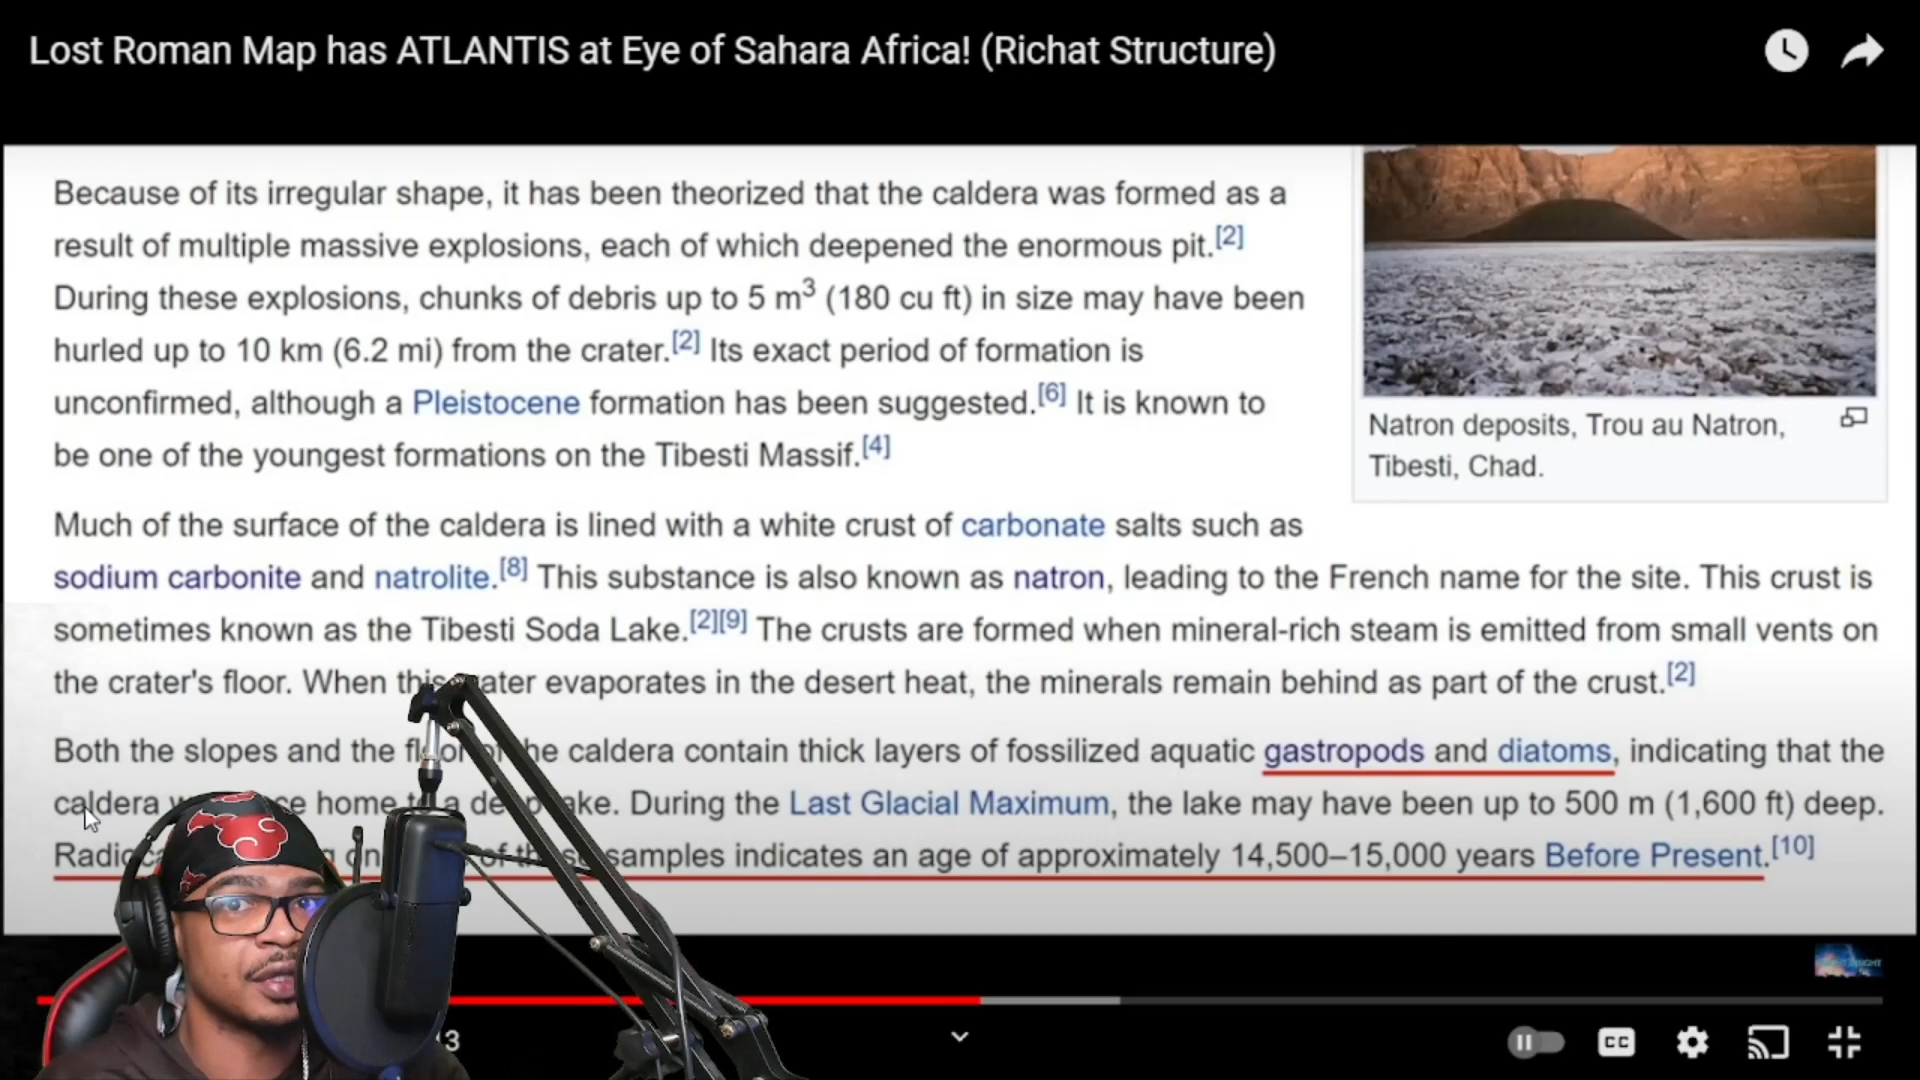 Lost Roman Map has ATLANTIS at Eye of Sahara Africa! (Richat Structure)
Because of its irregular shape, it has been theorized that the caldera was formed as a
result of multiple massive explosions, each of which deepened the enormous pit.[2]
During these explosions, chunks of debris up to 5 m³ (180 cu ft) in size may have been
hurled up to 10 km (6.2 mi) from the crater.[2] Its exact period of formation is
unconfirmed, although a Pleistocene formation has been suggested.[6] It is known to
be one of the youngest formations on the Tibesti Massif.[4]
Natron deposits, Trou au Natron,
Tibesti, Chad.
Much of the surface of the caldera is lined with a white crust of carbonate salts such as
sodium carbonite and natrolite.[8] This substance is also known as natron, leading to the French name for the site. This crust is
sometimes known as the Tibesti Soda Lake.[2][9] The crusts are formed when mineral-rich steam is emitted from small vents on
the crater's floor. When this water evaporates in the desert heat, the minerals remain behind as part of the crust.[2]
Both the slopes and the floor of the caldera contain thick layers of fossilized aquatic gastropods and diatoms, indicating that the
caldera home to a deep lake. During the Last Glacial Maximum, the lake may have been up to 500 m (1,600 ft) deep.
of these samples indicates an age of approximately 14,500–15,000 years Before Present.[10]
CC